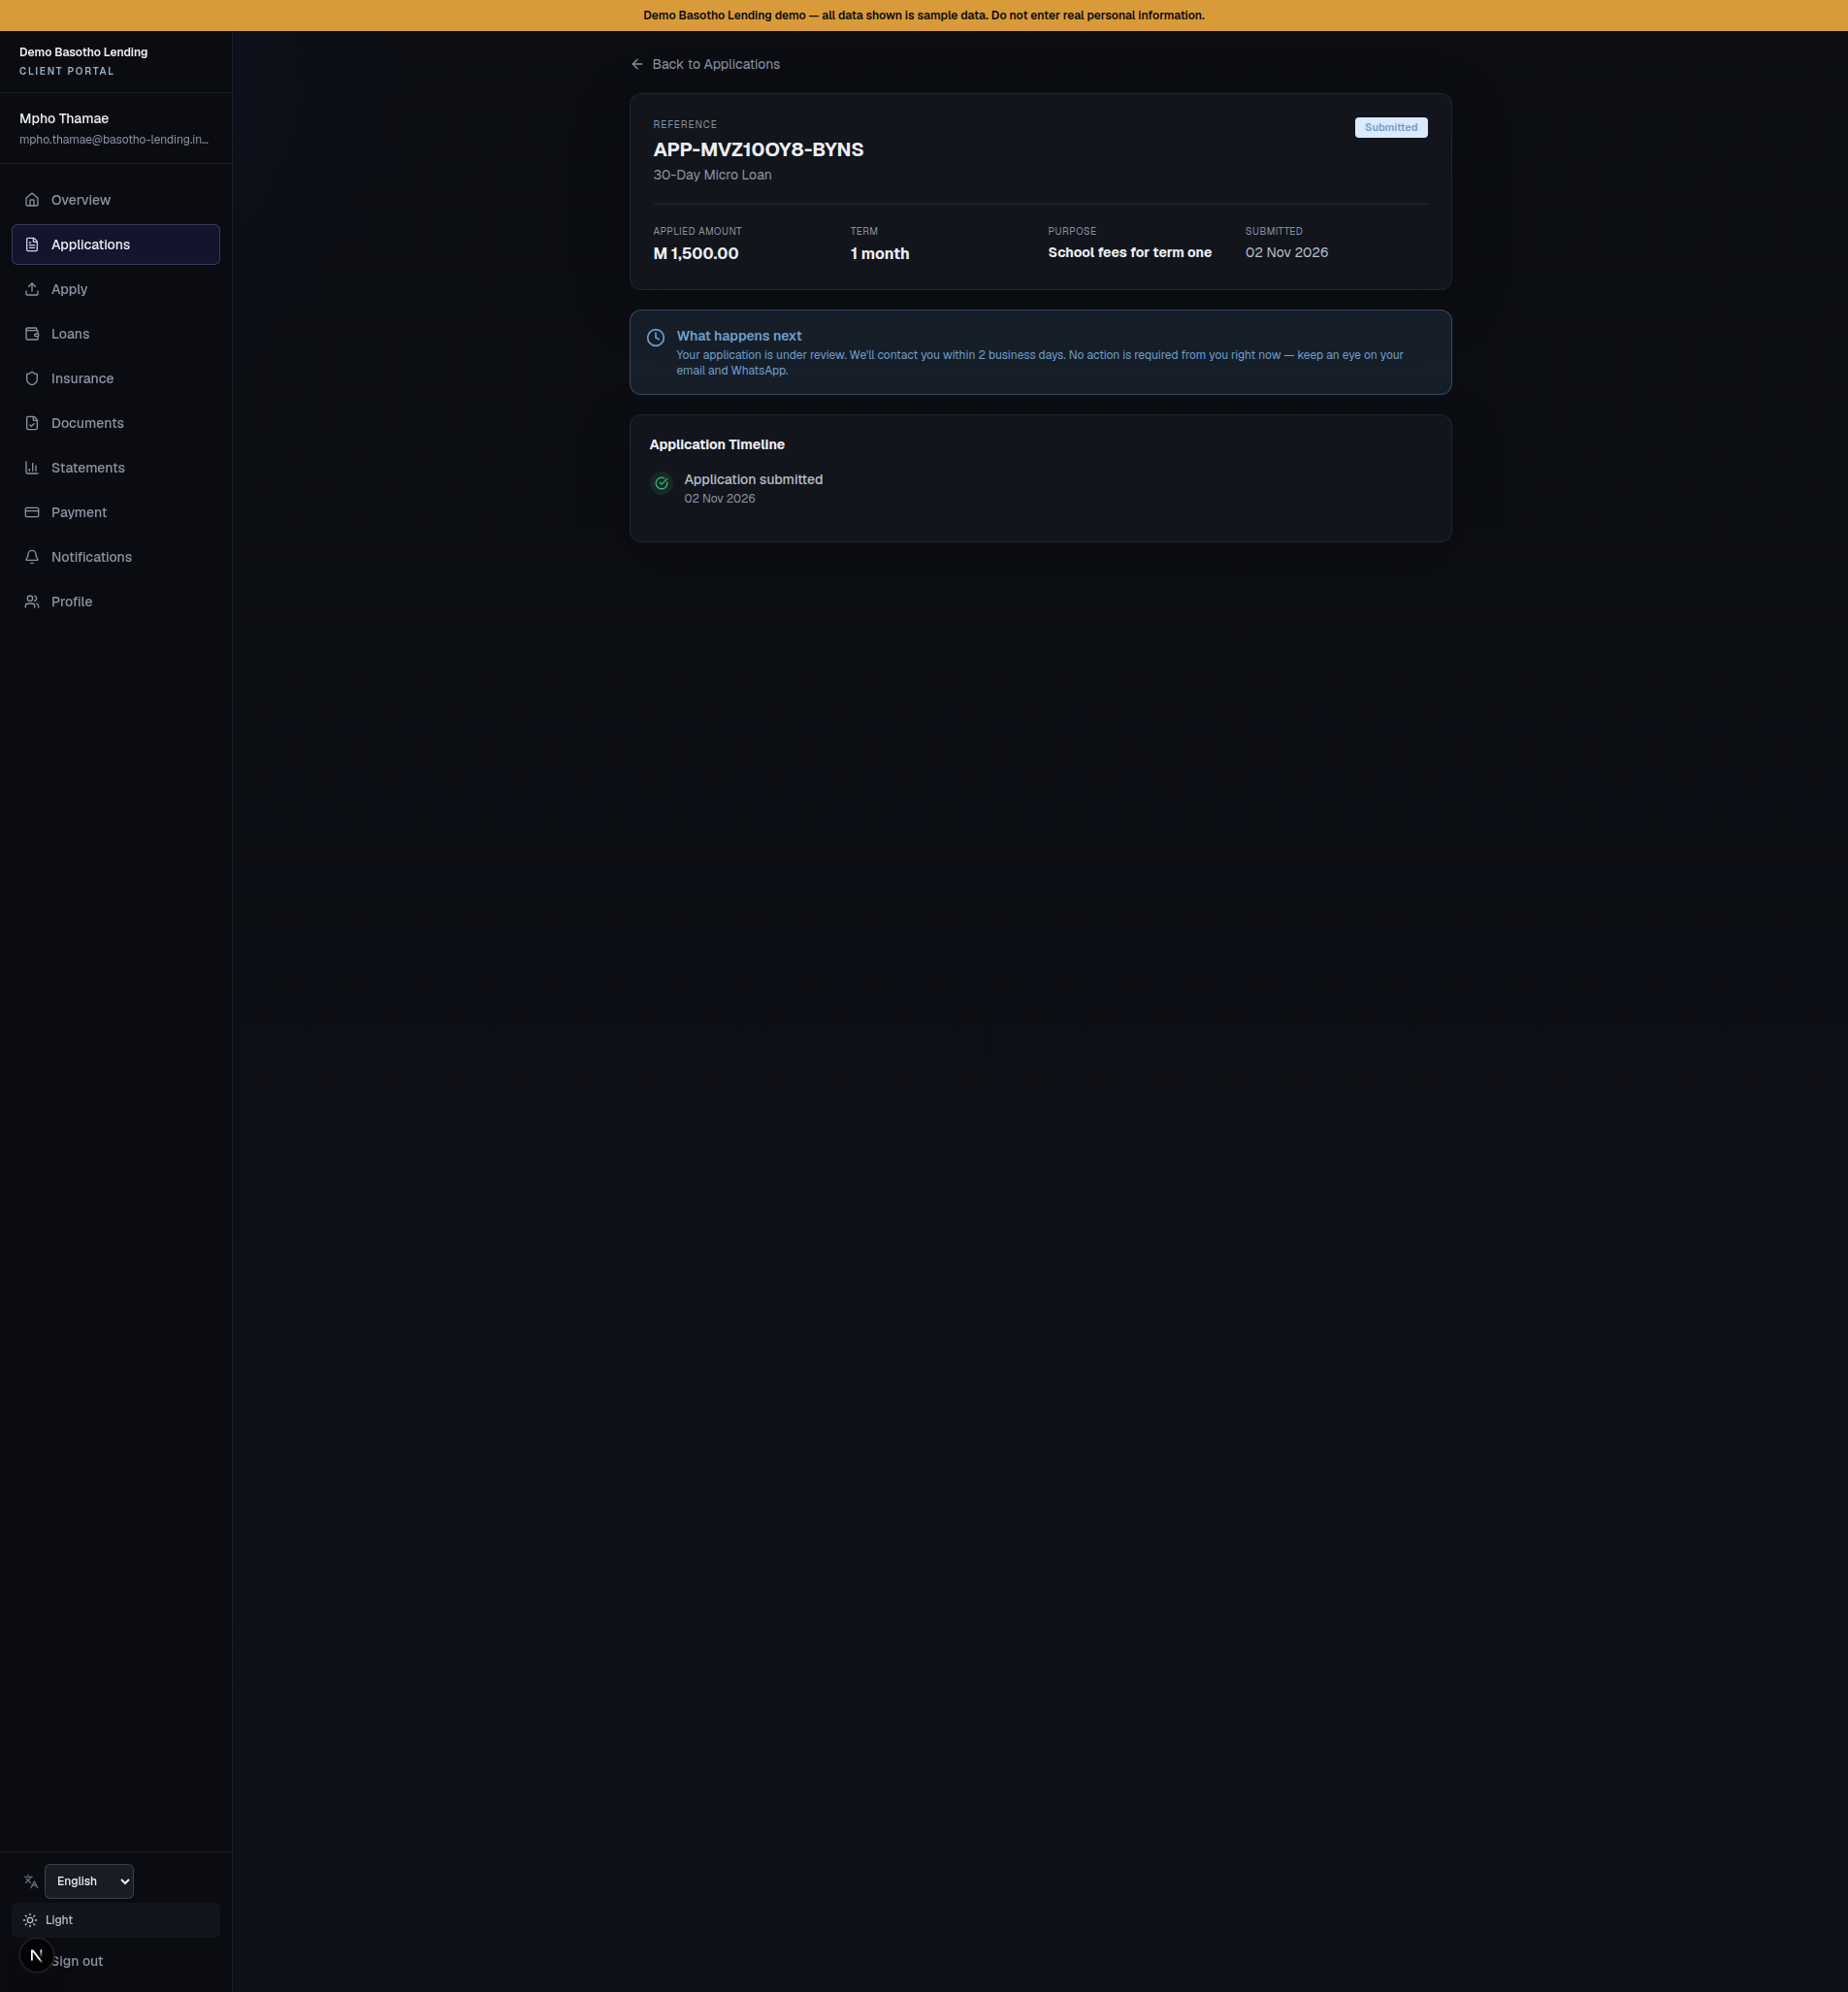 Demo Basotho Lending demo — all data shown is sample data. Do not enter real personal information.
Demo Basotho Lending
CLIENT PORTAL
Mpho Thamae
mpho.thamae@basotho-lending.in...
Overview
Applications
Apply
Loans
Insurance
Documents
Statements
Payment
Notifications
Profile
English
Light
Sign out
Back to Applications
REFERENCE
APP-MVZ10OY8-BYNS
Submitted
30-Day Micro Loan
APPLIED AMOUNT
M 1,500.00
TERM
1 month
PURPOSE
School fees for term one
SUBMITTED
02 Nov 2026
What happens next
Your application is under review. We'll contact you within 2 business days. No action is required from you right now — keep an eye on your
email and WhatsApp.
Application Timeline
Application submitted
02 Nov 2026